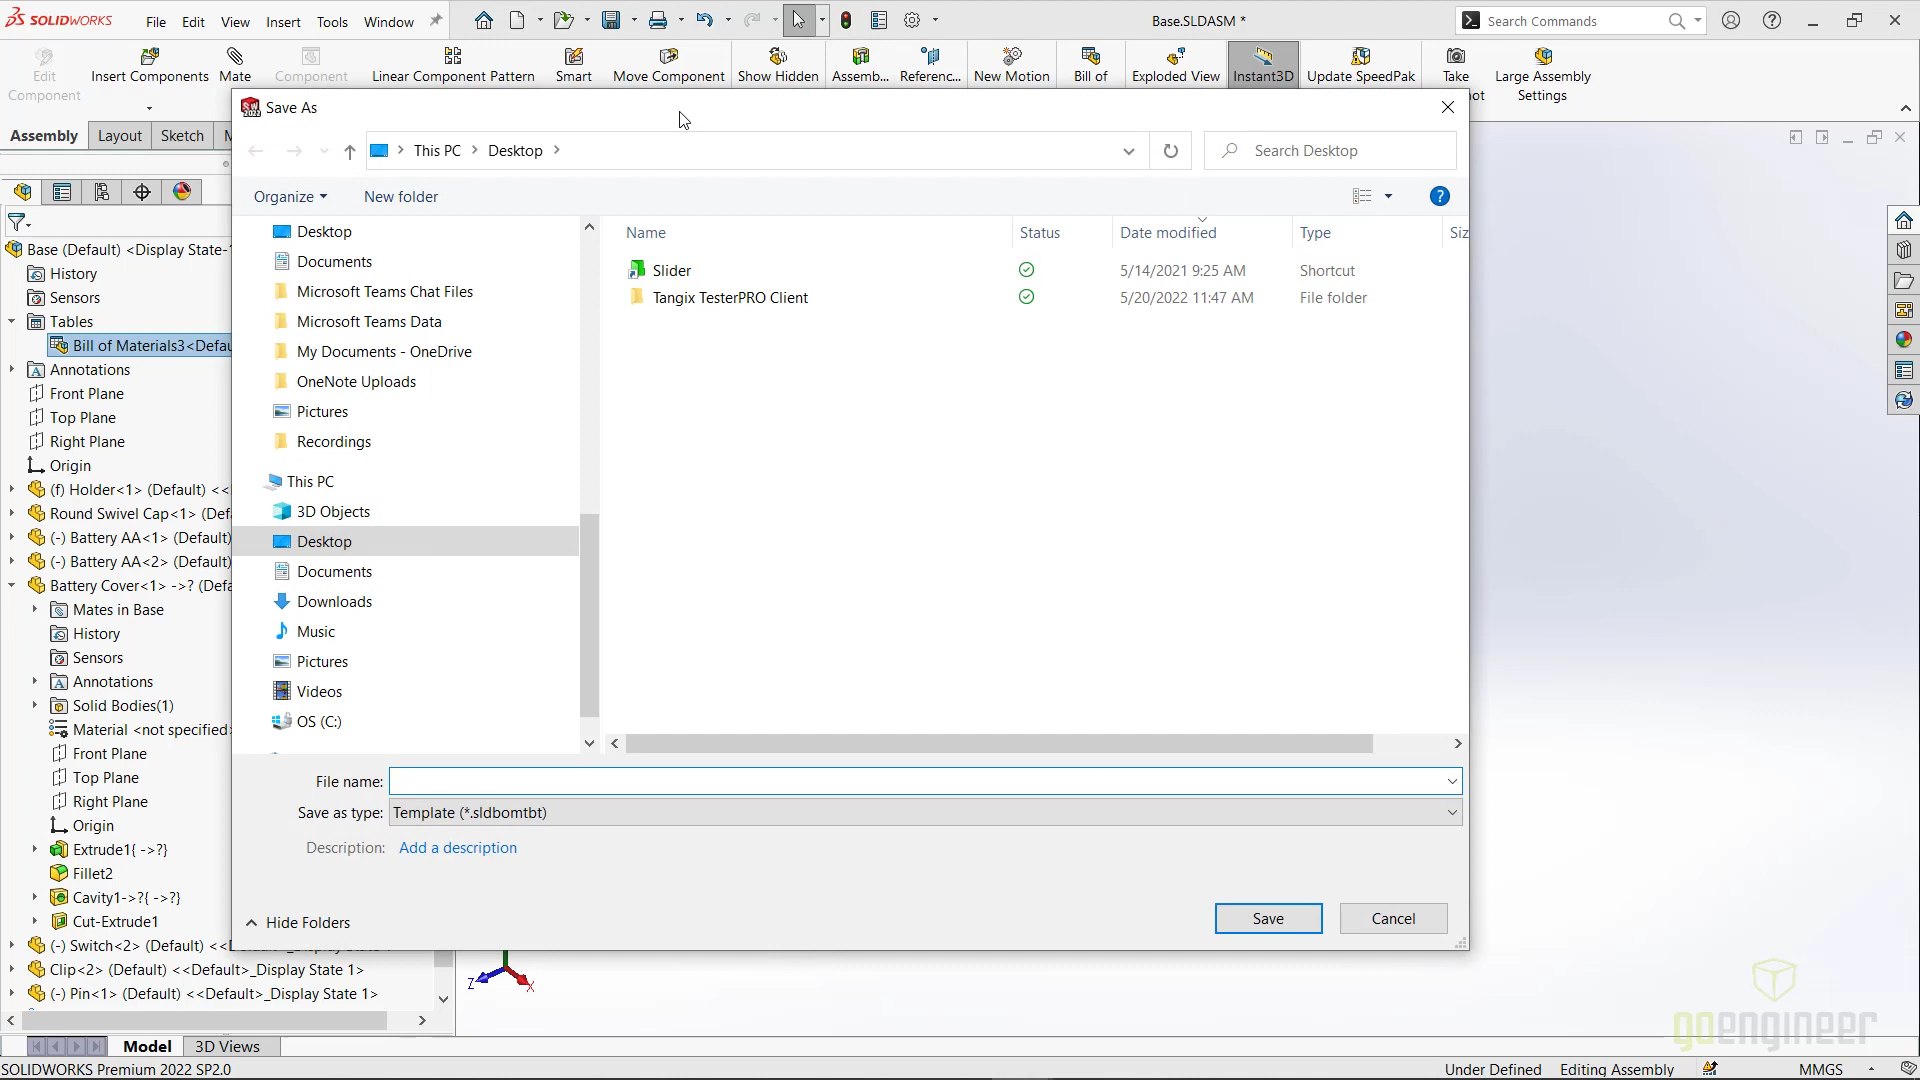 SOLIDWORKS File Edit View Insert Tools Window Base.SLDASM * Search Commands
Edit Component Insert Components Mate Component Linear Component Pattern Smart Move Component Show Hidden Assemb... Referenc... New Motion Bill of Exploded View Instant3D Update SpeedPak Take Large Assembly Settings
Assembly Layout Sketch
Save As
This PC > Desktop >
Search Desktop
Organize New folder
Base (Default) <Display State-1
History
Sensors
Tables
Bill of Materials3<Defau
Annotations
Front Plane
Top Plane
Right Plane
Origin
(f) Holder<1> (Default) <<
Round Swivel Cap<1> (Def
(-) Battery AA<1> (Default)
(-) Battery AA<2> (Default)
Battery Cover<1> ->? (Defa
Mates in Base
History
Sensors
Annotations
Solid Bodies(1)
Material <not specified>
Front Plane
Top Plane
Right Plane
Origin
Extrude1{ ->?}
Fillet2
Cavity1->?{ ->?}
Cut-Extrude1
(-) Switch<2> (Default) <<Default>_Display State 1>
Clip<2> (Default) <<Default>_Display State 1>
(-) Pin<1> (Default) <<Default>_Display State 1>
Desktop
Documents
Microsoft Teams Chat Files
Microsoft Teams Data
My Documents - OneDrive
OneNote Uploads
Pictures
Recordings
This PC
3D Objects
Desktop
Documents
Downloads
Music
Pictures
Videos
OS (C:)
Name Status Date modified Type Siz
Slider 5/14/2021 9:25 AM Shortcut
Tangix TesterPRO Client 5/20/2022 11:47 AM File folder
File name:
Save as type: Template (*.sldbomtbt)
Description: Add a description
Hide Folders Save Cancel
Z X
goengineer
Model 3D Views
SOLIDWORKS Premium 2022 SP2.0 Under Defined Editing Assembly MMGS